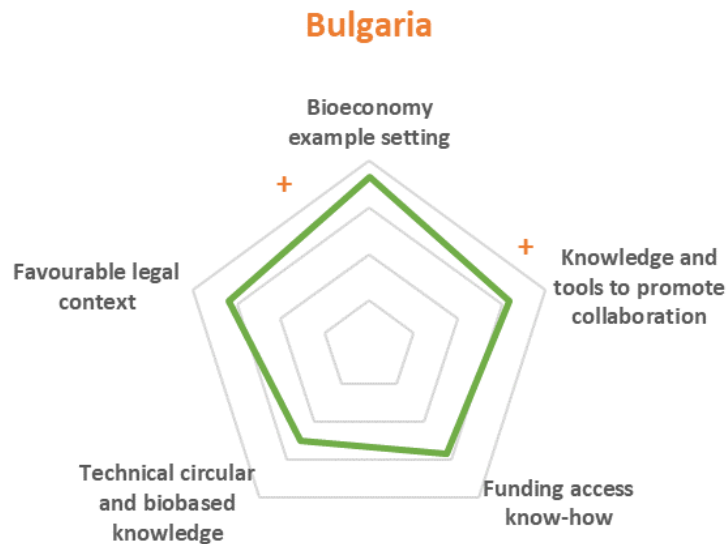 Bulgaria
Bioeconomy
example setting
+
+
Knowledge and
tools to promote
collaboration
Favourable legal
context
Technical circular
and biobased
knowledge
Funding access
know-how